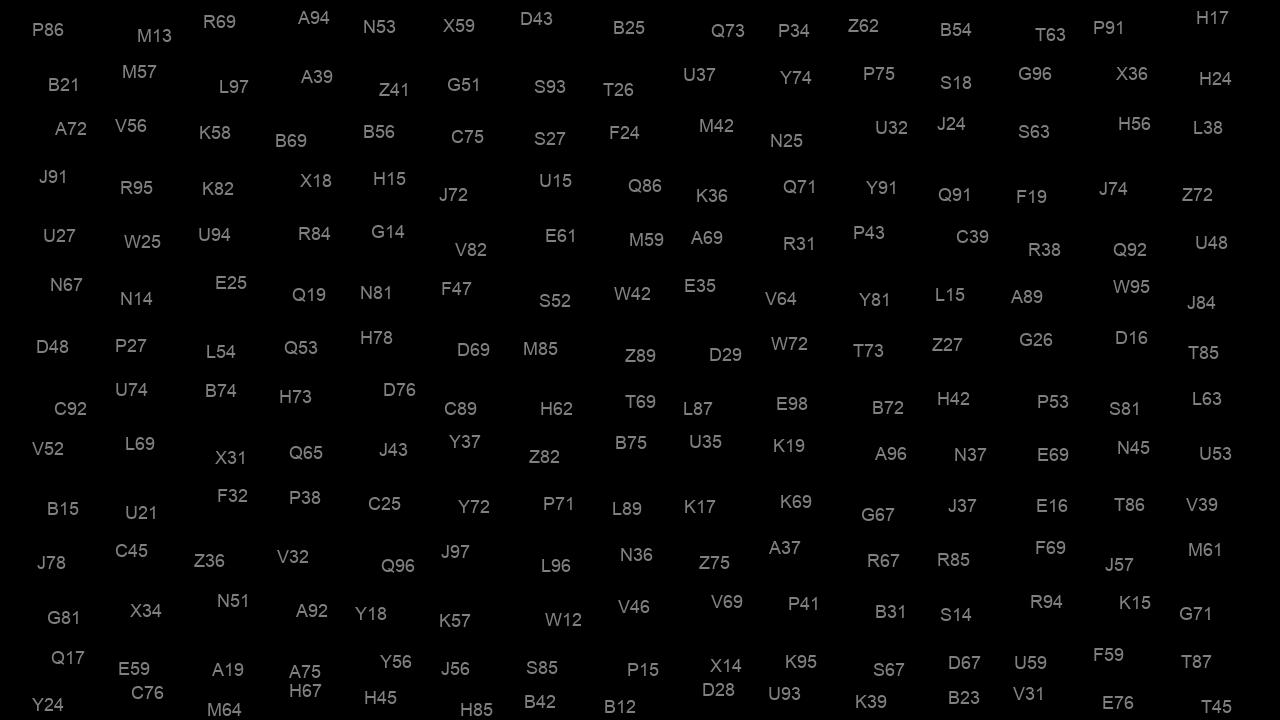 P86 M13 R69 A94 N53 X59 D43 B25 Q73 P34 Z62 B54 T63 P91 H17
B21 M57 L97 A39 Z41 G51 S93 T26 U37 Y74 P75 S18 G96 X36 H24
A72 V56 K58 B69 B56 C75 S27 F24 M42 N25 U32 J24 S63 H56 L38
J91 R95 K82 X18 H15 J72 U15 Q86 K36 Q71 Y91 Q91 F19 J74 Z72
U27 W25 U94 R84 G14 V82 E61 M59 A69 R31 P43 C39 R38 Q92 U48
N67 N14 E25 Q19 N81 F47 S52 W42 E35 V64 Y81 L15 A89 W95 J84
D48 P27 L54 Q53 H78 D69 M85 Z89 D29 W72 T73 Z27 G26 D16 T85
C92 U74 B74 H73 D76 C89 H62 T69 L87 E98 B72 H42 P53 S81 L63
V52 L69 X31 Q65 J43 Y37 Z82 B75 U35 K19 A96 N37 E69 N45 U53
B15 U21 F32 P38 C25 Y72 P71 L89 K17 K69 G67 J37 E16 T86 V39
J78 C45 Z36 V32 Q96 J97 L96 N36 Z75 A37 R67 R85 F69 J57 M61
G81 X34 N51 A92 Y18 K57 W12 V46 V69 P41 B31 S14 R94 K15 G71
Q17 E59 A19 A75 Y56 J56 S85 P15 X14 K95 S67 D67 U59 F59 T87
Y24 C76 M64 H67 H45 H85 B42 B12 D28 U93 K39 B23 V31 E76 T45